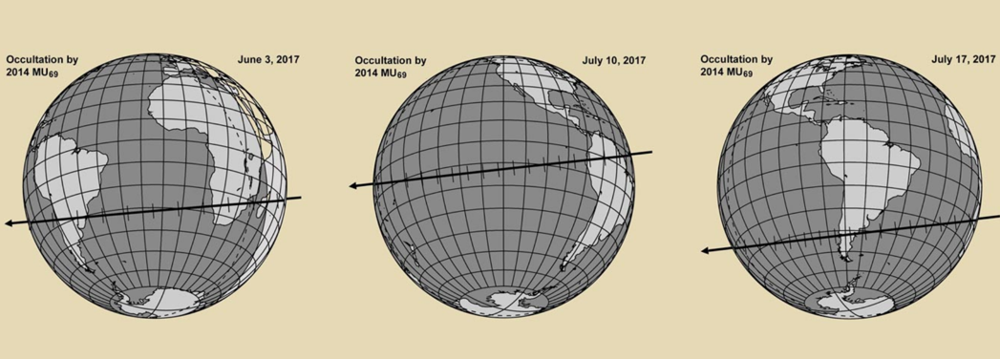 Occultation by
2014 MU69
June 3, 2017
Occultation by
2014 MU69
July 10, 2017
Occultation by
2014 MU69
July 17, 2017